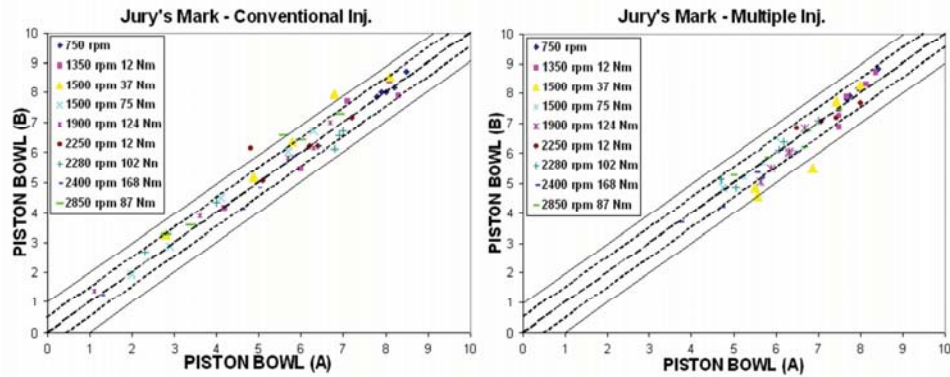 Jury's Mark - Conventional Inj.
10
9
8
7
6
5
4
3
2
1
0
PISTON BOWL (B)
750 rpm
1350 rpm 12 Nm
1500 rpm 37 Nm
1500 rpm 75 Nm
1900 rpm 124 Nm
2250 rpm 12 Nm
2280 rpm 102 Nm
2400 rpm 168 Nm
2850 rpm 87 Nm
0 1 2 3 4 5 6 7 8 9 10
PISTON BOWL (A)
Jury's Mark - Multiple Inj.
10
9
8
7
6
5
4
3
2
1
0
PISTON BOWL (B)
750 rpm
1350 rpm 12 Nm
1500 rpm 37 Nm
1500 rpm 75 Nm
1900 rpm 124 Nm
2250 rpm 12 Nm
2280 rpm 102 Nm
2400 rpm 168 Nm
2850 rpm 87 Nm
0 1 2 3 4 5 6 7 8 9 10
PISTON BOWL (A)